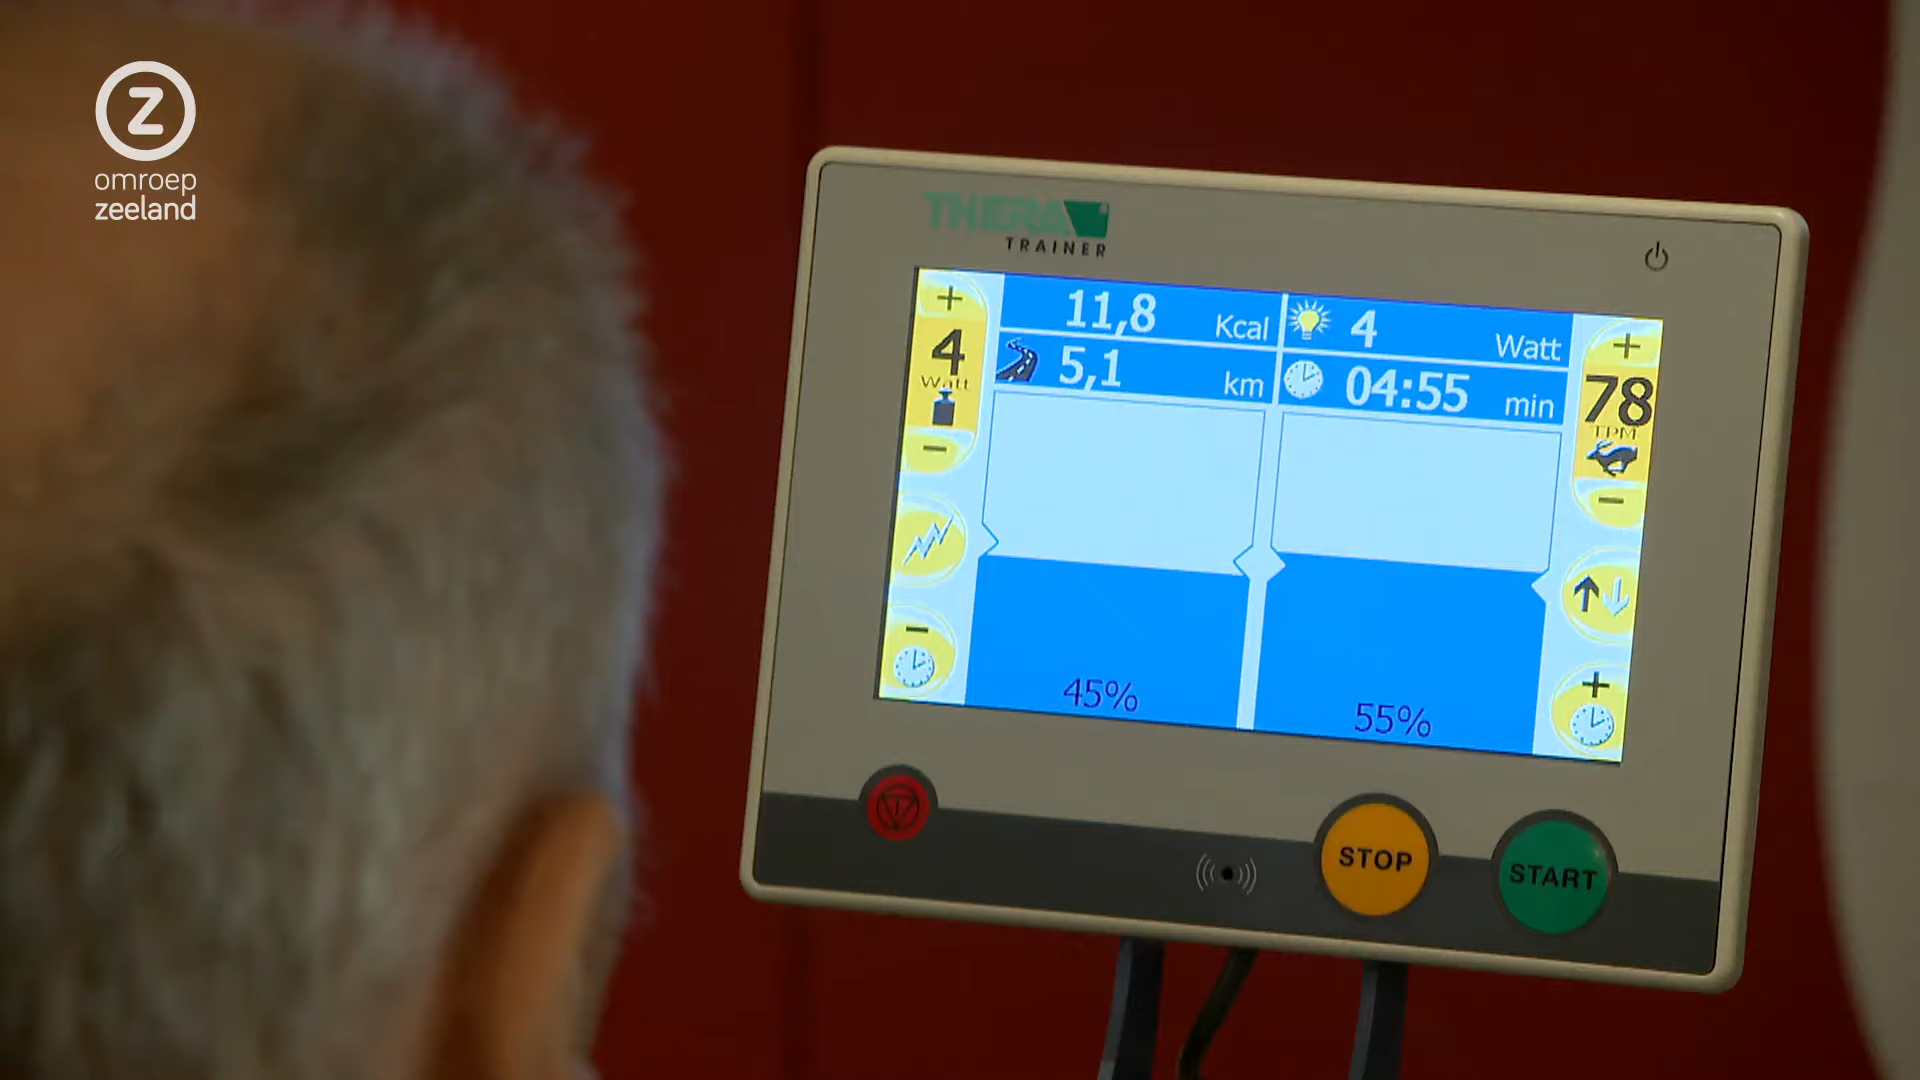 Z
omroep
zeeland
THERA
TRAINER
+ 11,8 Kcal 4 Watt +
4 Watt 5,1 km 04:55 min 78 TPM
- -
-
+
45% 55%
STOP START